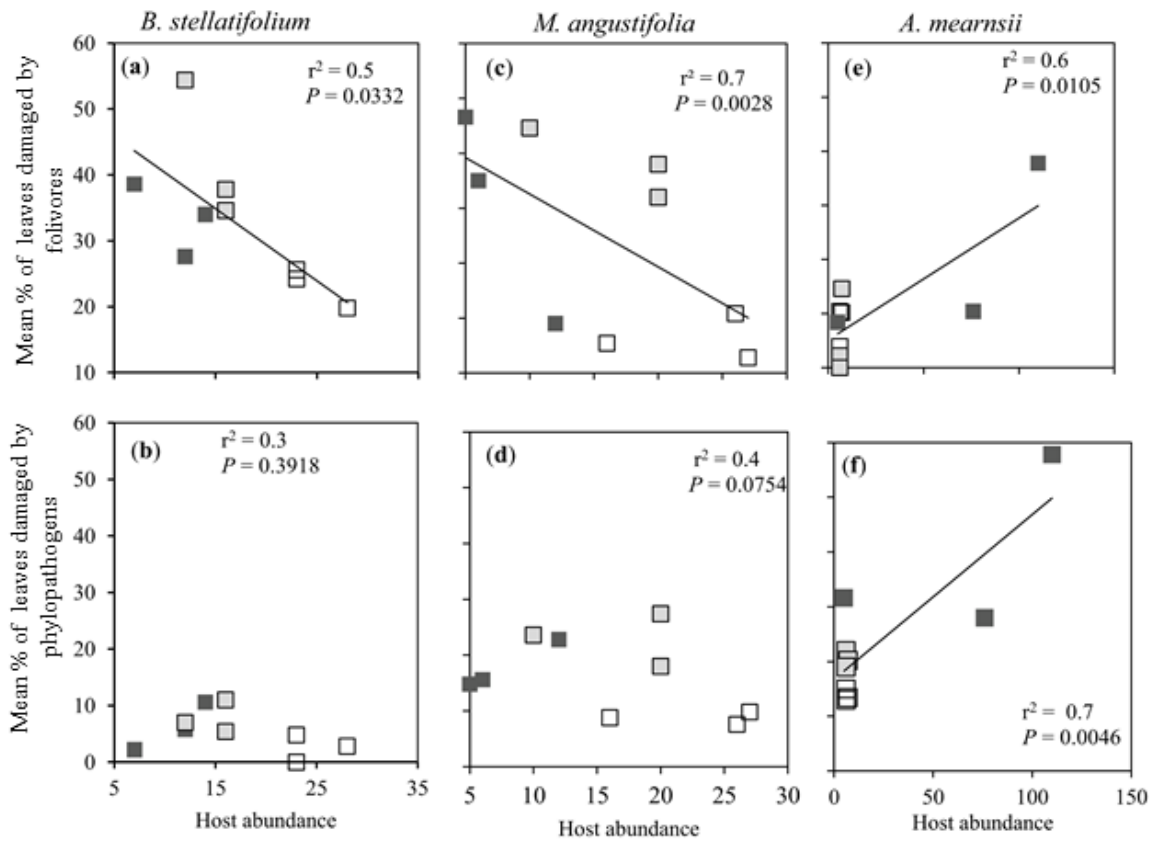 B. stellatifolium
M. angustifolia
A. mearnsii
Mean % of leaves damaged by
folivores
60
50
40
30
20
10
(a)
r² = 0.5
P = 0.0332
(c)
r² = 0.7
P = 0.0028
(e)
r² = 0.6
P = 0.0105
Mean % of leaves damaged by
phylopathogens
60
50
40
30
20
10
0
(b)
r² = 0.3
P = 0.3918
(d)
r² = 0.4
P = 0.0754
(f)
r² = 0.7
P = 0.0046
5 15 25 35
5 10 15 20 25 30
0 50 100 150
Host abundance
Host abundance
Host abundance